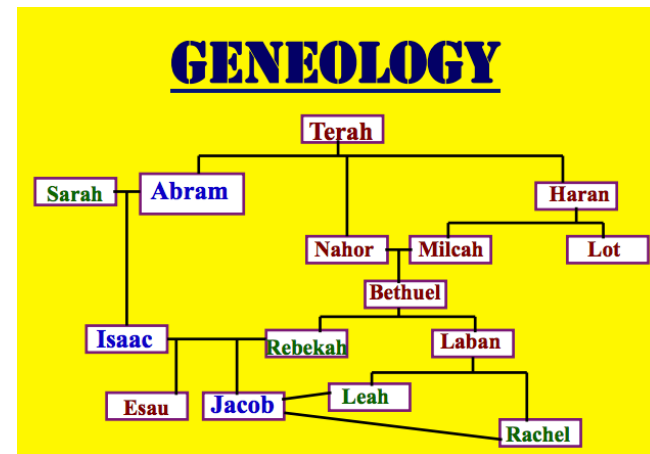 GENEOLOGY
Terah
Sarah
Abram
Haran
Nahor
Milcah
Lot
Bethuel
Isaac
Rebekah
Laban
Esau
Jacob
Leah
Rachel